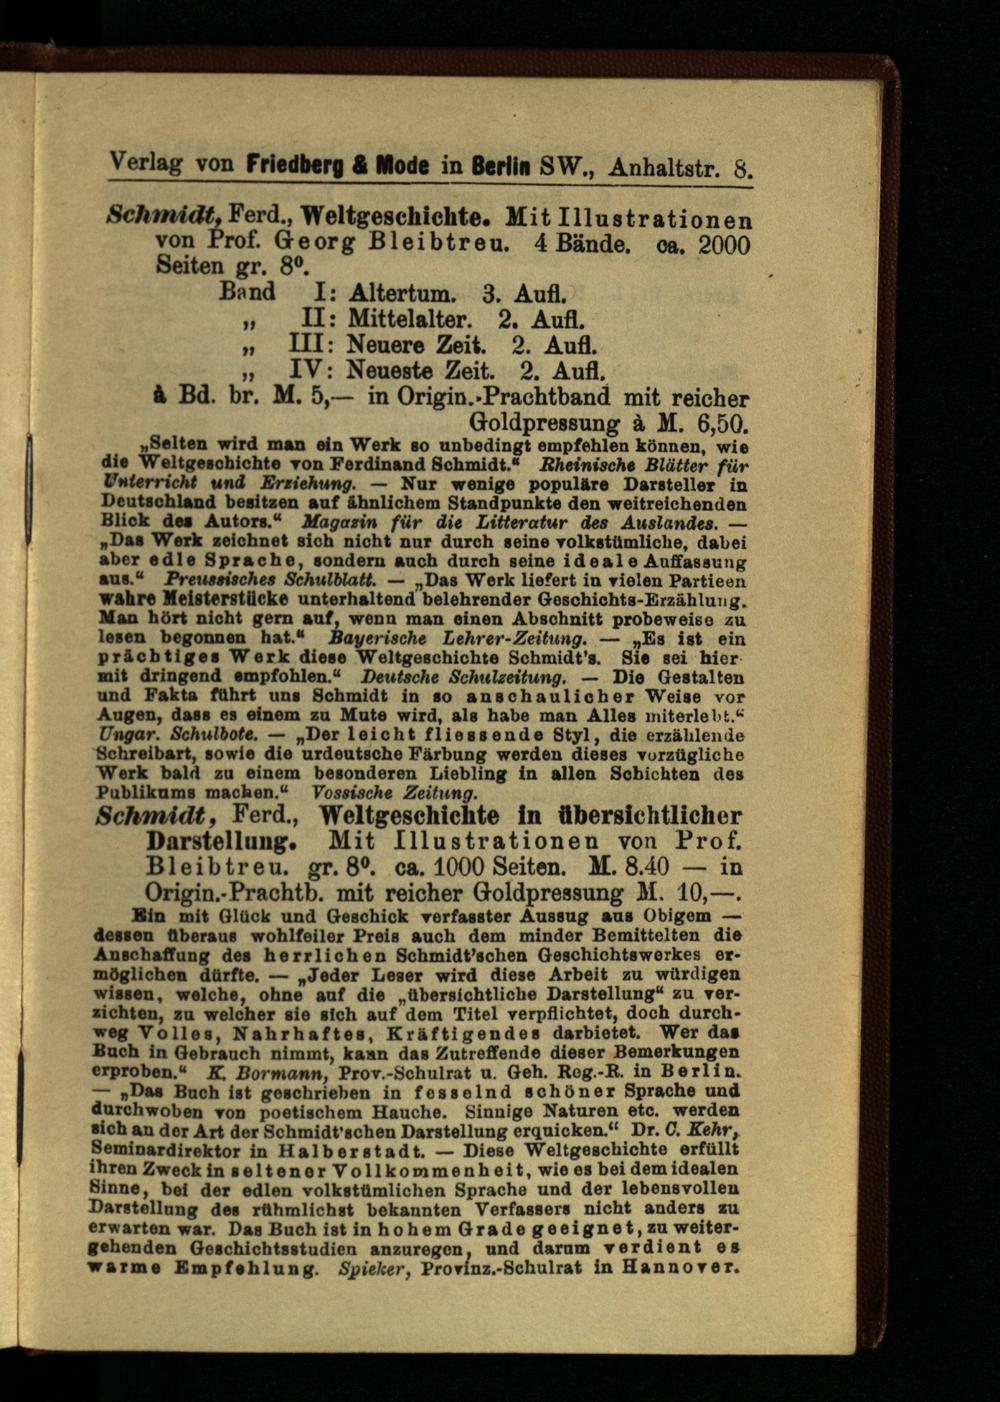 Verlag von Friedberg & Mode in Berlin SW., Anhaltstr. 8.
Schmidt, Ferd., Weltgeschichte. Mit Illustrationen
von Prof. Georg Bleibtreu. 4 Bände. ca. 2000
Seiten gr. 8⁰.
Band I: Altertum. 3. Aufl.
„ II: Mittelalter. 2. Aufl.
„ III: Neuere Zeit. 2. Aufl.
„ IV: Neueste Zeit. 2. Aufl.
à Bd. br. M. 5,— in Origin.-Prachtband mit reicher
Goldpressung à M. 6,50.
„Selten wird man ein Werk so unbedingt empfehlen können, wie
die Weltgeschichte von Ferdinand Schmidt.“ Rheinische Blätter für
Unterricht und Erziehung. — Nur wenige populäre Darsteller in
Deutschland besitzen auf ähnlichem Standpunkte den weitreichenden
Blick des Autors.“ Magazin für die Litteratur des Auslandes. —
„Das Werk zeichnet sich nicht nur durch seine volkstümliche, dabei
aber edle Sprache, sondern auch durch seine ideale Auffassung
aus.“ Preussisches Schulblatt. — „Das Werk liefert in vielen Partieen
wahre Meisterstücke unterhaltend belehrender Geschichts-Erzählung.
Man hört nicht gern auf, wenn man einen Abschnitt probeweise zu
lesen begonnen hat.“ Bayerische Lehrer-Zeitung. — „Es ist ein
prächtiges Werk diese Weltgeschichte Schmidt's. Sie sei hier
mit dringend empfohlen.“ Deutsche Schulzeitung. — Die Gestalten
und Fakta führt uns Schmidt in so anschaulicher Weise vor
Augen, dass es einem zu Mute wird, als habe man Alles miterlebt.“
Ungar. Schulbote. — „Der leicht fliessende Styl, die erzählende
Schreibart, sowie die urdeutsche Färbung werden dieses vorzügliche
Werk bald zu einem besonderen Liebling in allen Schichten des
Publikums machen.“ Vossische Zeitung.
Schmidt, Ferd., Weltgeschichte in übersichtlicher
Darstellung. Mit Illustrationen von Prof.
Bleibtreu. gr. 8⁰. ca. 1000 Seiten. M. 8.40 — in
Origin.-Prachtb. mit reicher Goldpressung M. 10,—.
Ein mit Glück und Geschick verfasster Auszug aus Obigem —
dessen überaus wohlfeiler Preis auch dem minder Bemittelten die
Anschaffung des herrlichen Schmidt'schen Geschichtswerkes er-
möglichen dürfte. — „Jeder Leser wird diese Arbeit zu würdigen
wissen, welche, ohne auf die „übersichtliche Darstellung“ zu ver-
zichten, zu welcher sie sich auf dem Titel verpflichtet, doch durch-
weg Volles, Nahrhaftes, Kräftigendes darbietet. Wer das
Buch in Gebrauch nimmt, kann das Zutreffende dieser Bemerkungen
erproben.“ K. Bormann, Prov.-Schulrat u. Geh. Reg.-R. in Berlin.
— „Das Buch ist geschrieben in fesselnd schöner Sprache und
durchwoben von poetischem Hauche. Sinnige Naturen etc. werden
sich an der Art der Schmidt'schen Darstellung erquicken.“ Dr. C. Kehr,
Seminardirektor in Halberstadt. — Diese Weltgeschichte erfüllt
ihren Zweck in seltener Vollkommenheit, wie es bei dem idealen
Sinne, bei der edlen volkstümlichen Sprache und der lebensvollen
Darstellung des rühmlichst bekannten Verfassers nicht anders zu
erwarten war. Das Buch ist in hohem Grade geeignet, zu weiter-
gehenden Geschichtsstudien anzuregen, und darum verdient es
warme Empfehlung. Spieker, Provinz.-Schulrat in Hannover.